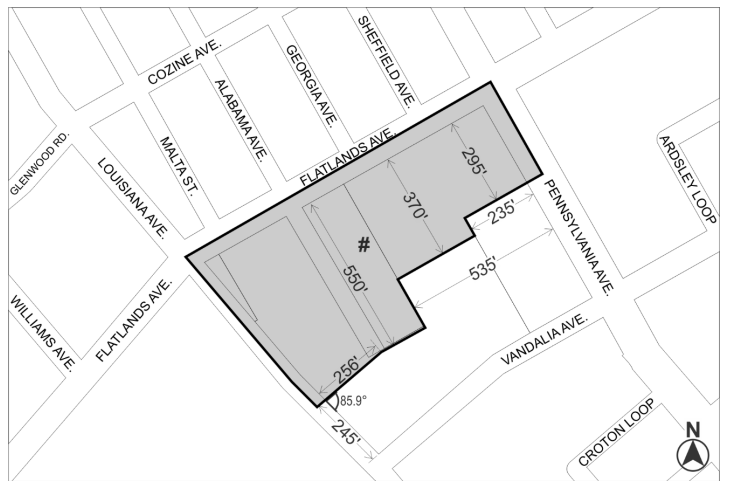 COZINE AVE.
GEORGIA AVE.
SHEFFIELD AVE.
ALABAMA AVE.
GLENWOOD RD.
MALTA ST.
LOUISIANA AVE.
FLATLANDS AVE.
ARDSLEY LOOP
295'
370'
235'
PENNSYLVANIA AVE.
#
550'
535'
FLATLANDS AVE.
WILLIAMS AVE.
VANDALIA AVE.
256'
85.9°
245'
CROTON LOOP
N